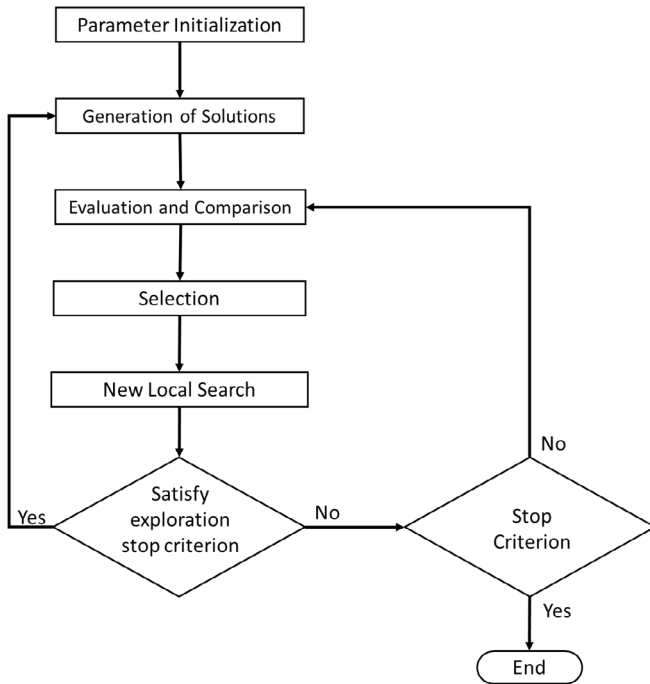 Parameter Initialization
Generation of Solutions
Evaluation and Comparison
Selection
New Local Search
No
Satisfy
exploration
stop criterion
Yes
No
Stop
Criterion
Yes
End